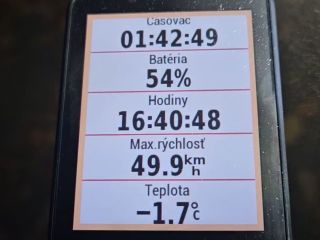 Časovač
01:42:49
Batéria
54%
Hodiny
16:40:48
Max.rýchlosť
49.9 km/h
Teplota
-1.7 °C